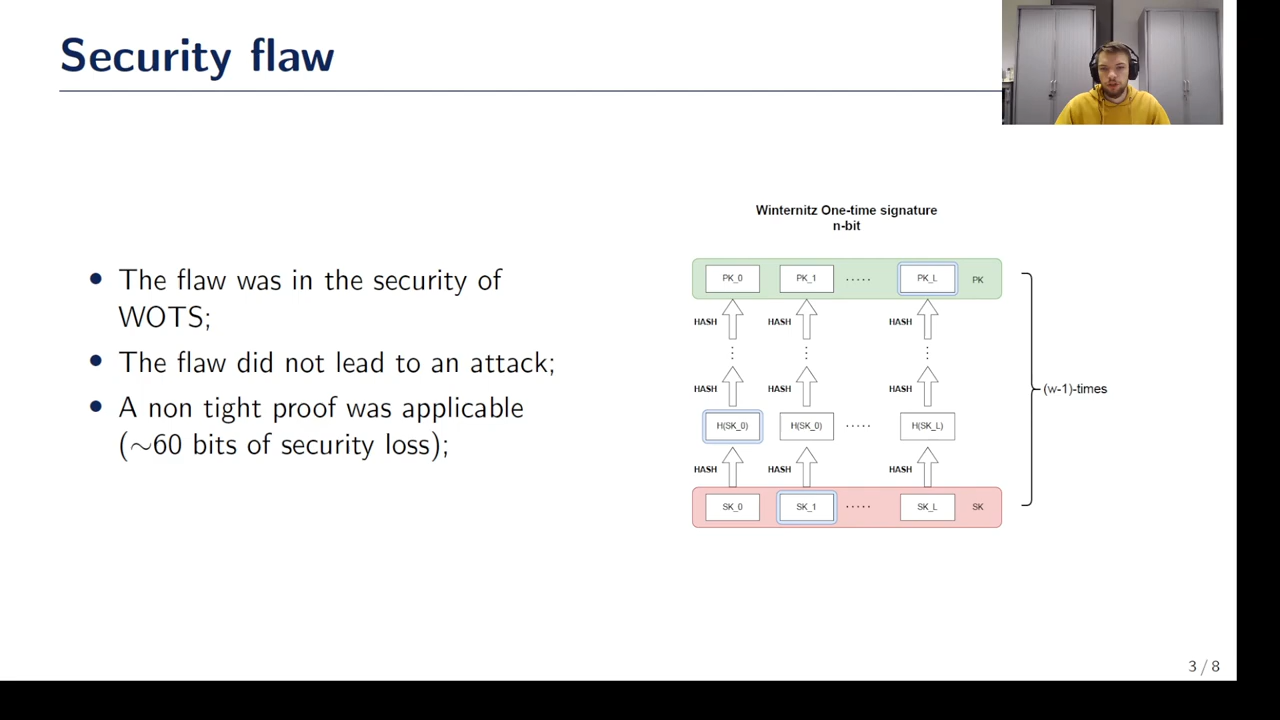 Security flaw
• The flaw was in the security of
WOTS;
• The flaw did not lead to an attack;
• A non tight proof was applicable
(∼60 bits of security loss);
Winternitz One-time signature
n-bit
PK_0 PK_1 ..... PK_L PK
HASH HASH HASH
⋮ ⋮ ⋮
HASH HASH HASH
(w-1)-times
H(SK_0) H(SK_0) ..... H(SK_L)
HASH HASH HASH
SK_0 SK_1 ..... SK_L SK
3 / 8